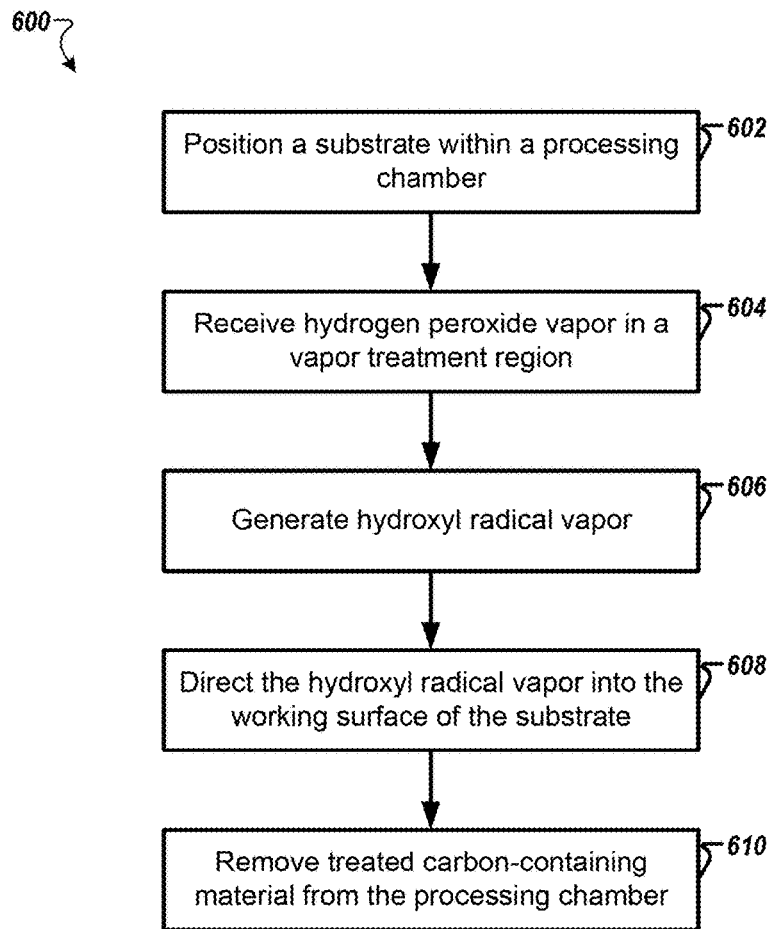 600
Position a substrate within a processing
chamber
602
Receive hydrogen peroxide vapor in a
vapor treatment region
604
Generate hydroxyl radical vapor
606
Direct the hydroxyl radical vapor into the
working surface of the substrate
608
Remove treated carbon-containing
material from the processing chamber
610